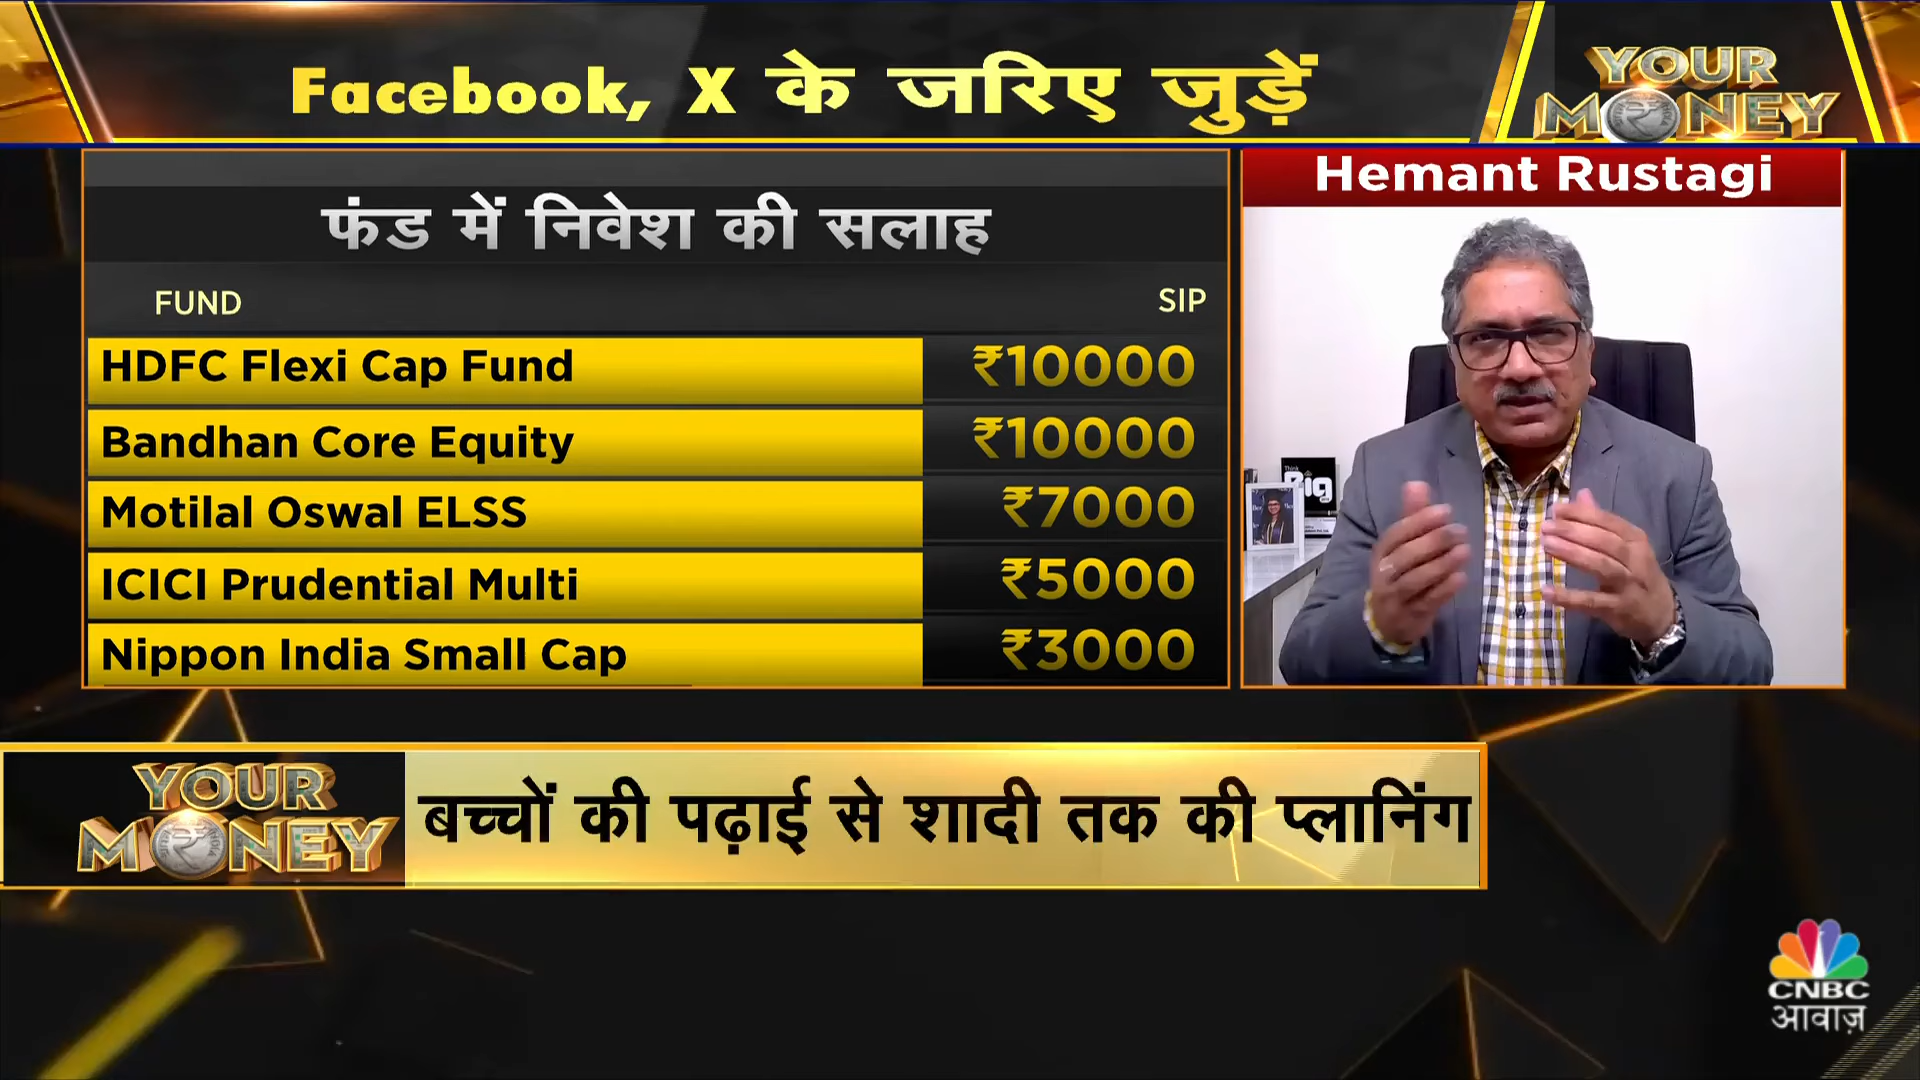 Facebook, X के जरिए जुड़ें
YOUR
MONEY
Hemant Rustagi
फंड में निवेश की सलाह
FUND SIP
HDFC Flexi Cap Fund ₹10000
Bandhan Core Equity ₹10000
Motilal Oswal ELSS ₹7000
ICICI Prudential Multi ₹5000
Nippon India Small Cap ₹3000
Think
Big
YOUR
MONEY
बच्चों की पढ़ाई से शादी तक की प्लानिंग
CNBC
आवाज़